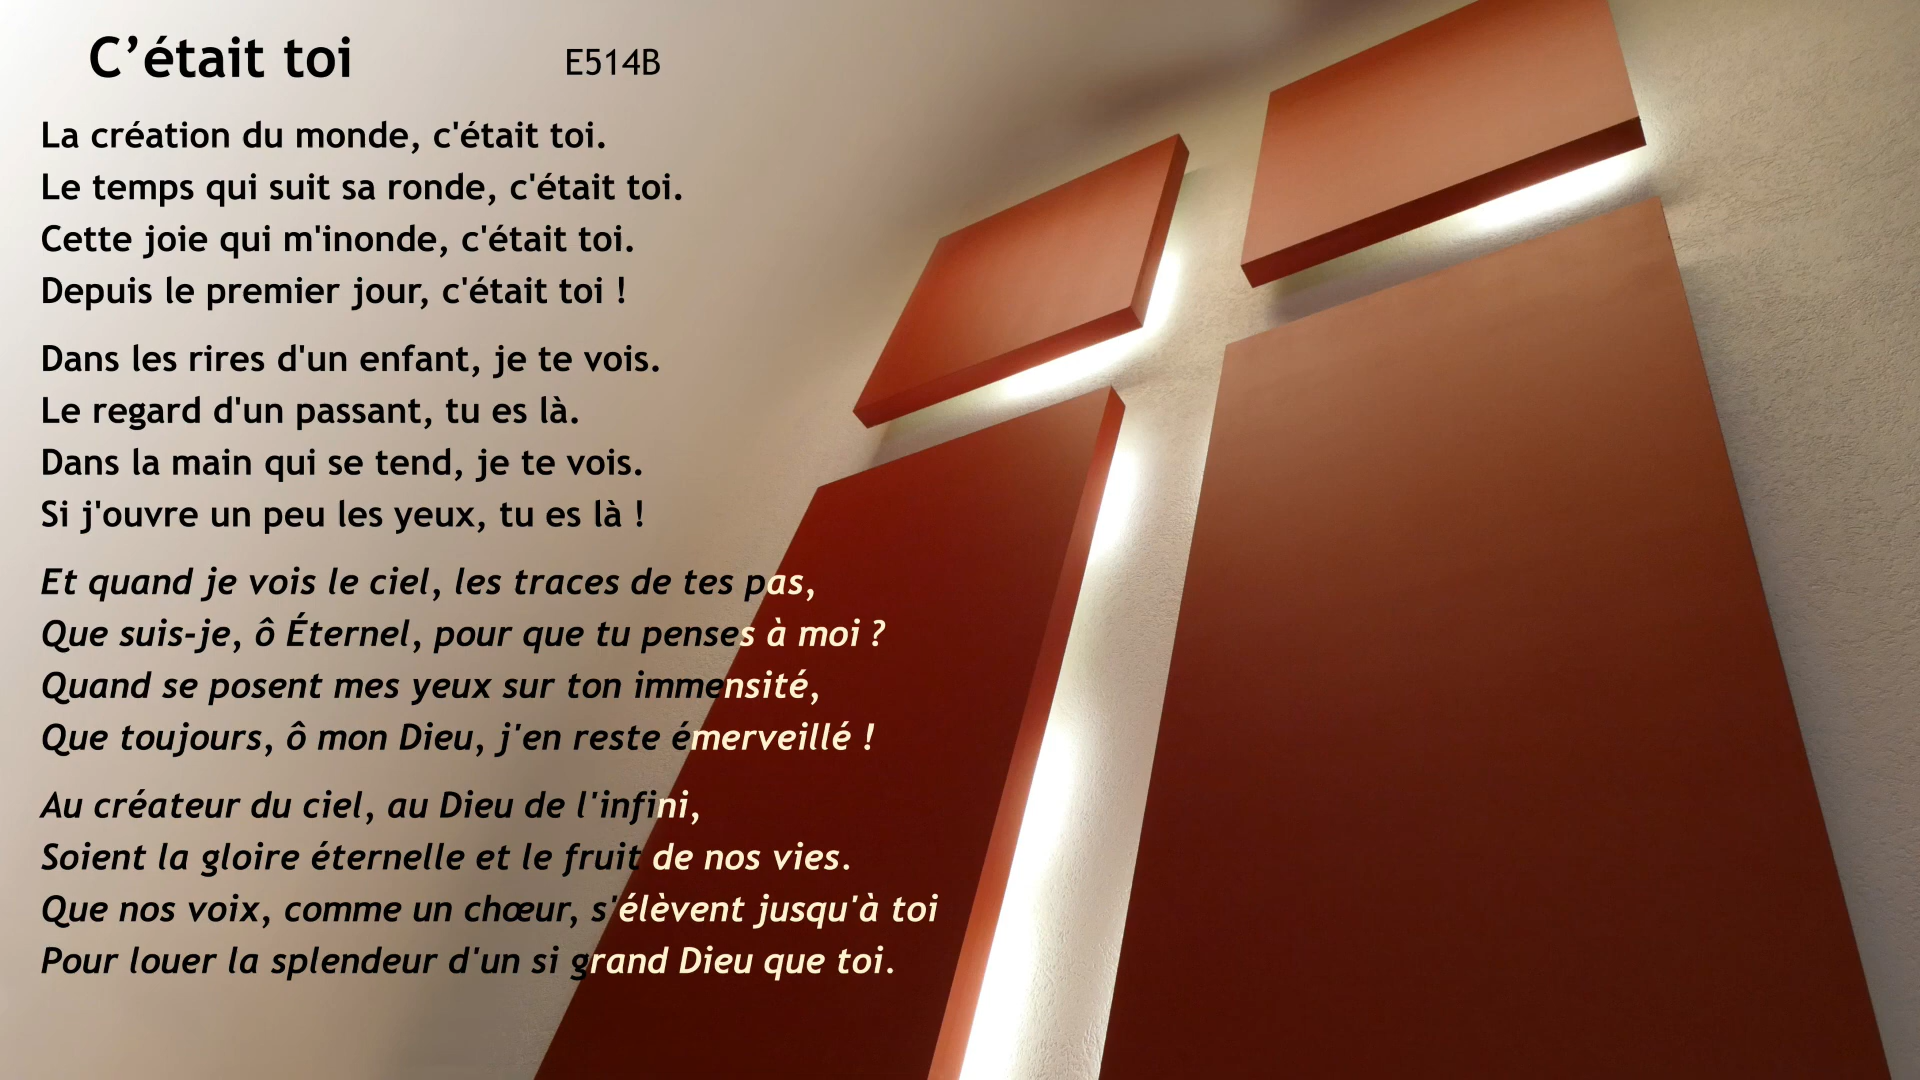 C’était toi E514B
La création du monde, c'était toi.
Le temps qui suit sa ronde, c'était toi.
Cette joie qui m'inonde, c'était toi.
Depuis le premier jour, c'était toi !
Dans les rires d'un enfant, je te vois.
Le regard d'un passant, tu es là.
Dans la main qui se tend, je te vois.
Si j'ouvre un peu les yeux, tu es là !
Et quand je vois le ciel, les traces de tes pas,
Que suis-je, ô Éternel, pour que tu penses à moi ?
Quand se posent mes yeux sur ton immensité,
Que toujours, ô mon Dieu, j'en reste émerveillé !
Au créateur du ciel, au Dieu de l'infini,
Soient la gloire éternelle et le fruit de nos vies.
Que nos voix, comme un chœur, s'élèvent jusqu'à toi
Pour louer la splendeur d'un si grand Dieu que toi.